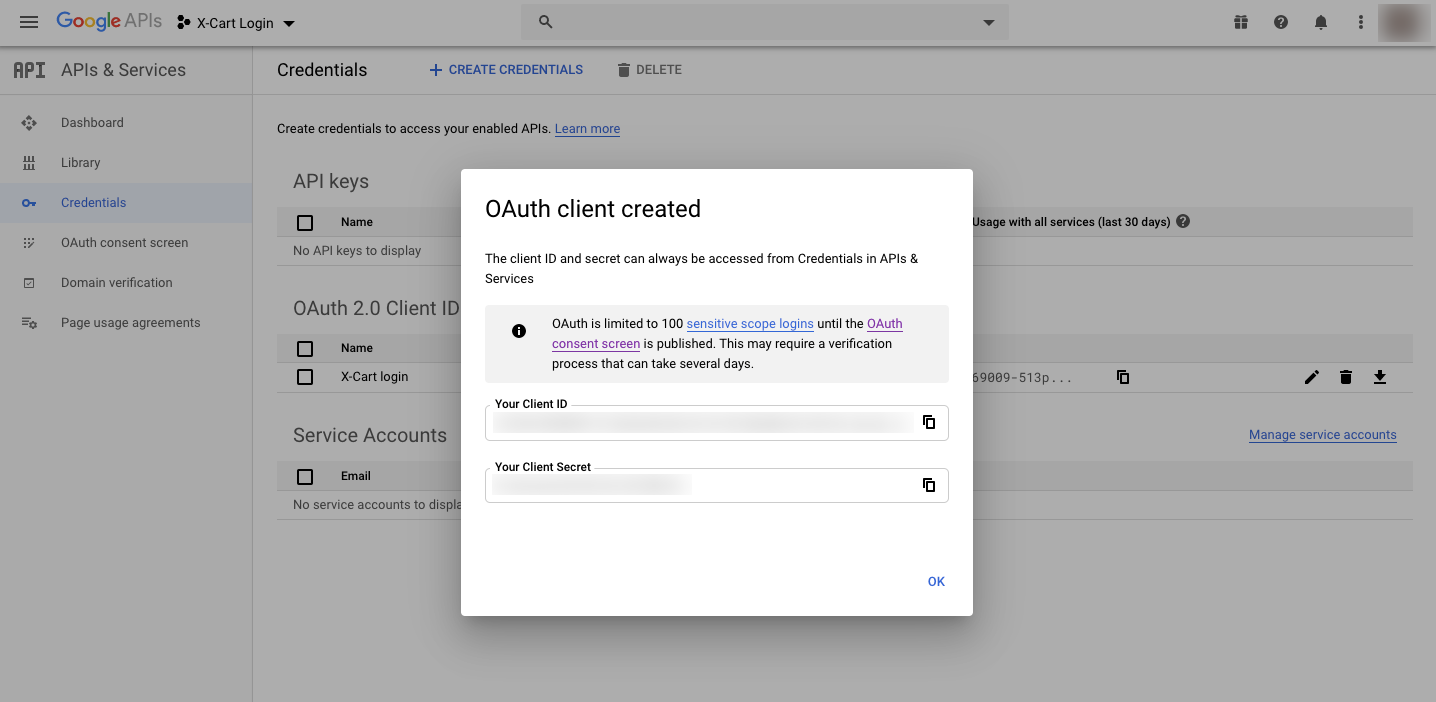 Google APIs
X-Cart Login
API APIs & Services
Credentials
CREATE CREDENTIALS
DELETE
Dashboard
Library
Credentials
OAuth consent screen
Domain verification
Page usage agreements
Create credentials to access your enabled APIs. Learn more
API keys
Name
Usage with all services (last 30 days)
No API keys to display
OAuth 2.0 Client ID
Name
X-Cart login
69009-513p...
Service Accounts
Manage service accounts
Email
No service accounts to displa
OAuth client created
The client ID and secret can always be accessed from Credentials in APIs &
Services
OAuth is limited to 100 sensitive scope logins until the OAuth
consent screen is published. This may require a verification
process that can take several days.
Your Client ID
Your Client Secret
OK